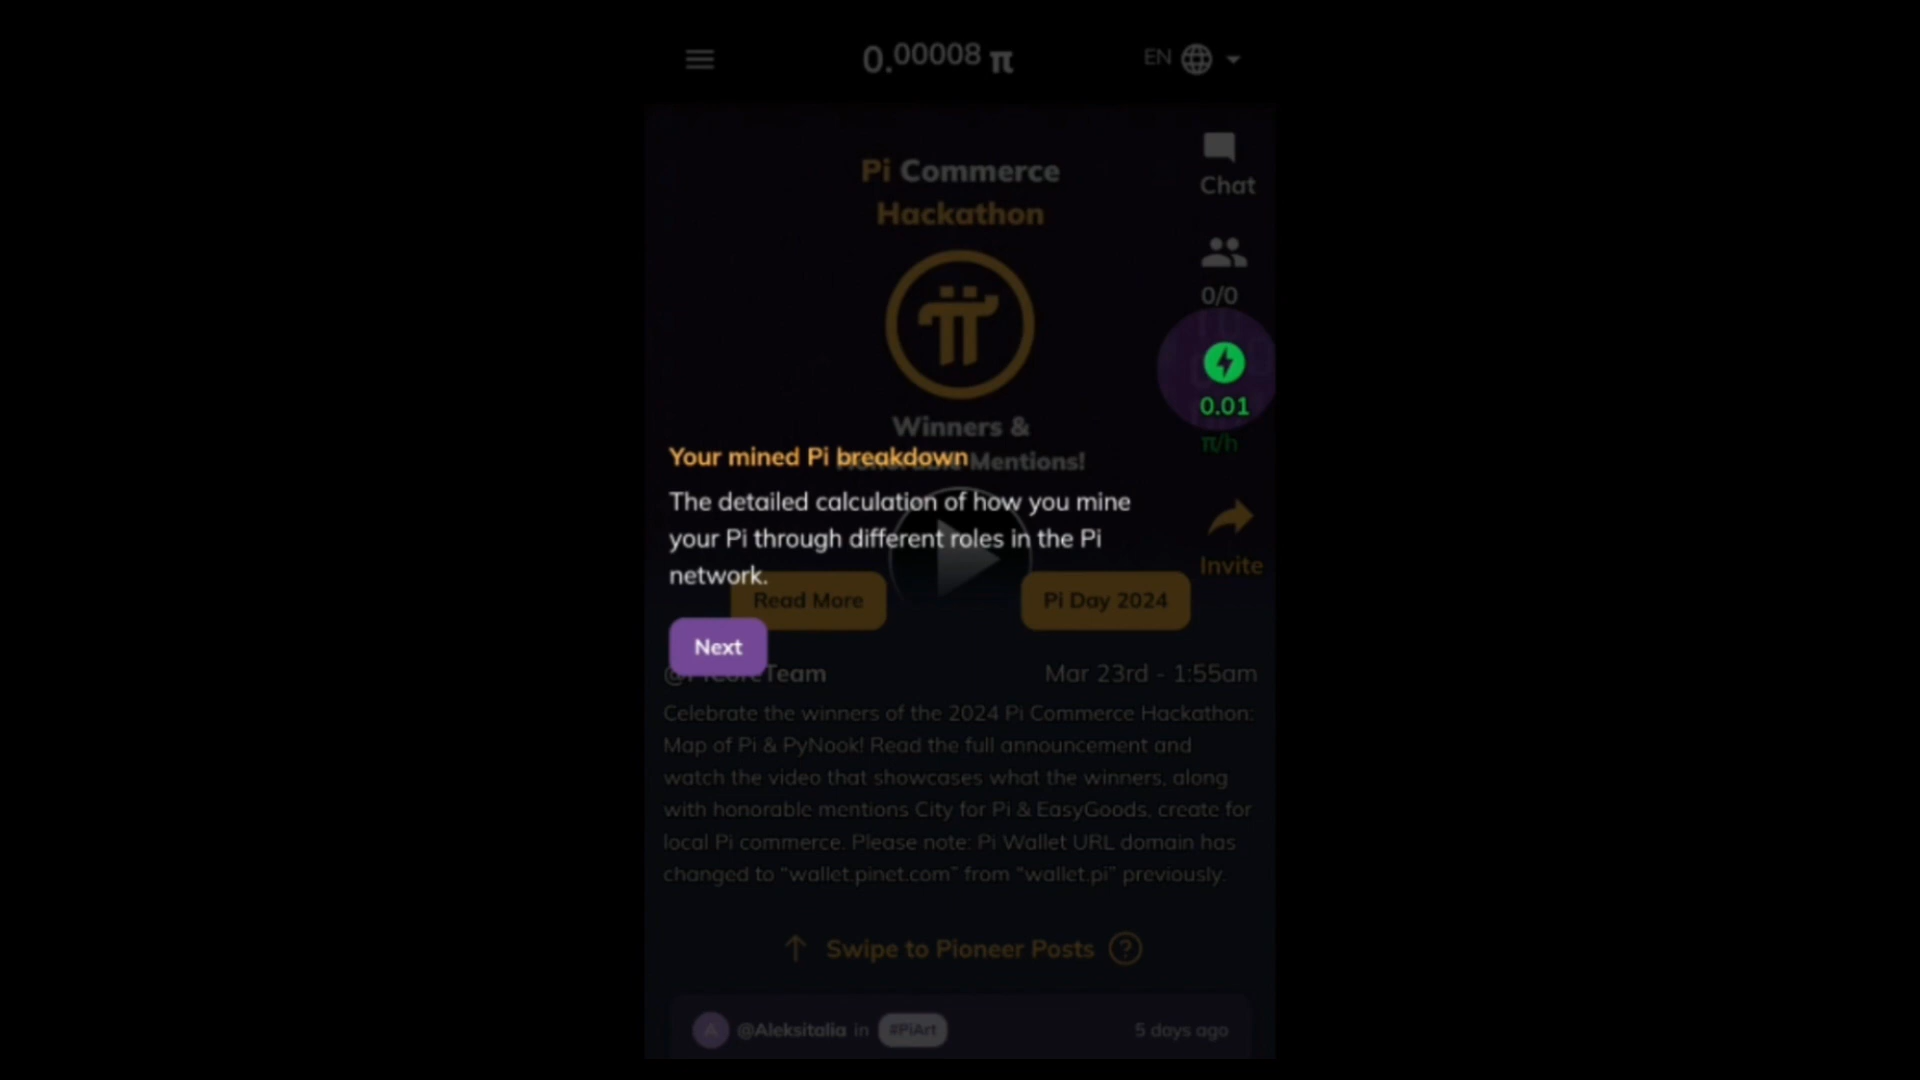 0.00008 π
EN
Chat
Pi Commerce
Hackathon
0/0
0.01
π/h
Winners &
Your mined Pi breakdown
Mentions!
The detailed calculation of how you mine
your Pi through different roles in the Pi
network.
Invite
Read More
Pi Day 2024
Next
Team
Mar 23rd - 1:55am
Celebrate the winners of the 2024 Pi Commerce Hackathon:
Map of Pi & PyNook! Read the full announcement and
watch the video that showcases what the winners, along
with honorable mentions City for Pi & EasyGoods, create for
local Pi commerce. Please note: Pi Wallet URL domain has
changed to “wallet.pinet.com” from “wallet.pi” previously.
Swipe to Pioneer Posts ?
A @Aleksitalia in #PiArt 5 days ago